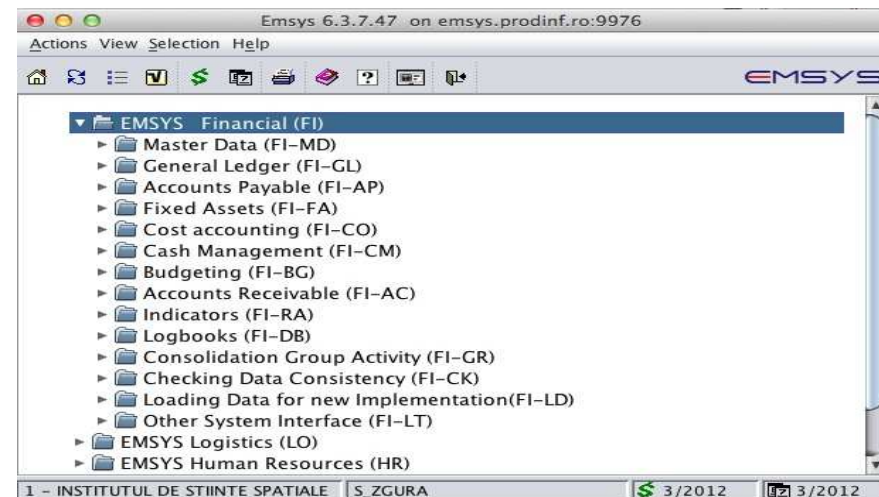 Emsys 6.3.7.47 on emsys.prodinf.ro:9976
Actions View Selection Help
EMSYS
EMSYS Financial (FI)
Master Data (FI-MD)
General Ledger (FI-GL)
Accounts Payable (FI-AP)
Fixed Assets (FI-FA)
Cost accounting (FI-CO)
Cash Management (FI-CM)
Budgeting (FI-BG)
Accounts Receivable (FI-AC)
Indicators (FI-RA)
Logbooks (FI-DB)
Consolidation Group Activity (FI-GR)
Checking Data Consistency (FI-CK)
Loading Data for new Implementation(FI-LD)
Other System Interface (FI-LT)
EMSYS Logistics (LO)
EMSYS Human Resources (HR)
1 - INSTITUTUL DE STIINTE SPATIALE S_ZGURA $ 3/2012 12 3/2012